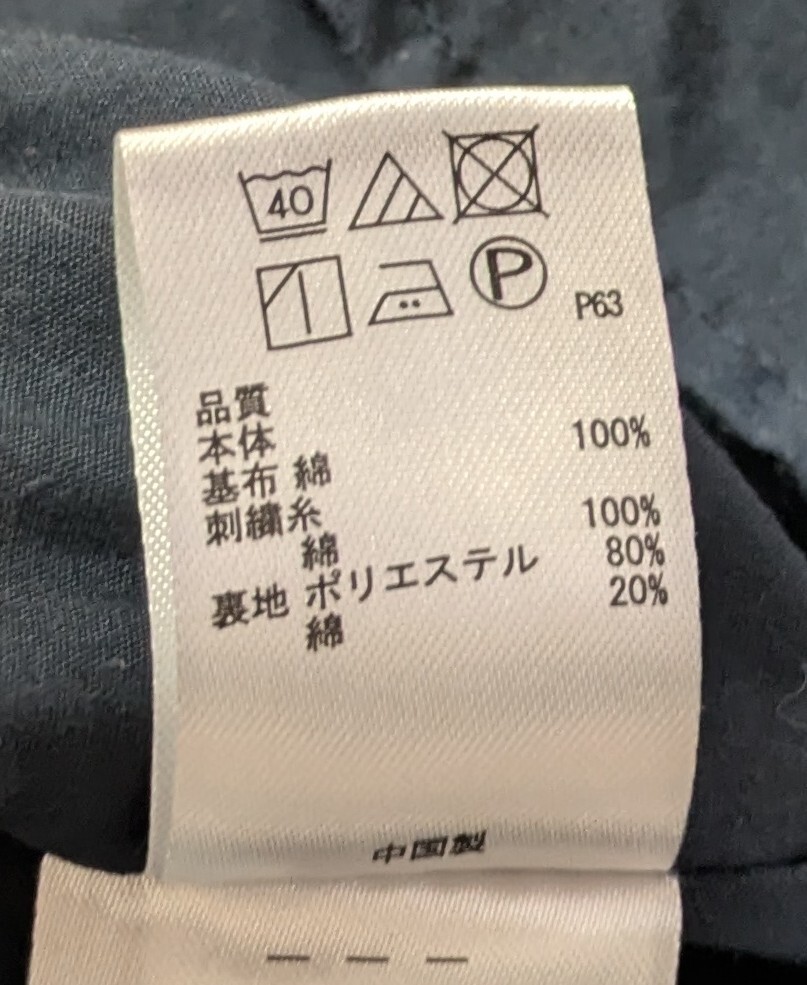 40
P P63
品質
本体
基布 綿 100%
刺繍糸
綿 100%
裏地 ポリエステル 80%
綿 20%
中国製